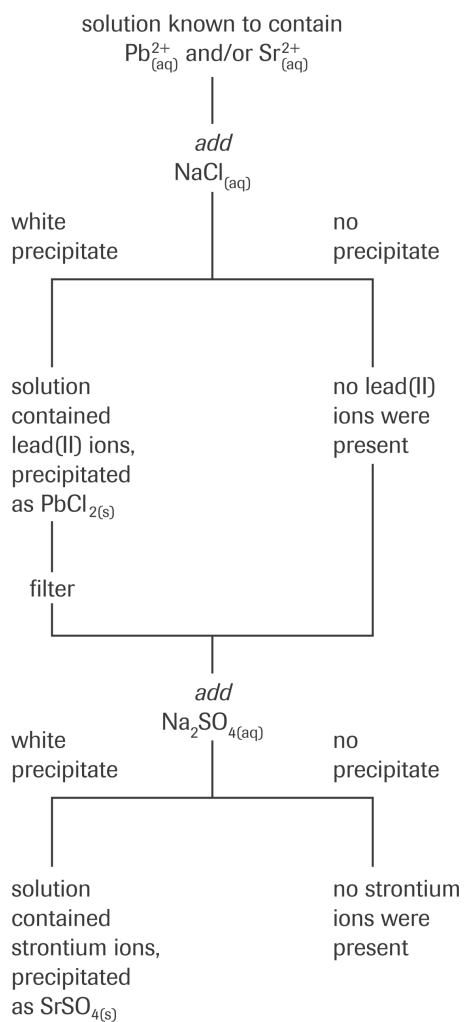 solution known to contain
Pb²⁺(aq) and/or Sr²⁺(aq)
add
NaCl(aq)
white
precipitate
no
precipitate
solution
contained
lead(II) ions,
precipitated
as PbCl₂(s)
no lead(II)
ions were
present
filter
add
Na₂SO₄(aq)
white
precipitate
no
precipitate
solution
contained
strontium ions,
precipitated
as SrSO₄(s)
no strontium
ions were
present